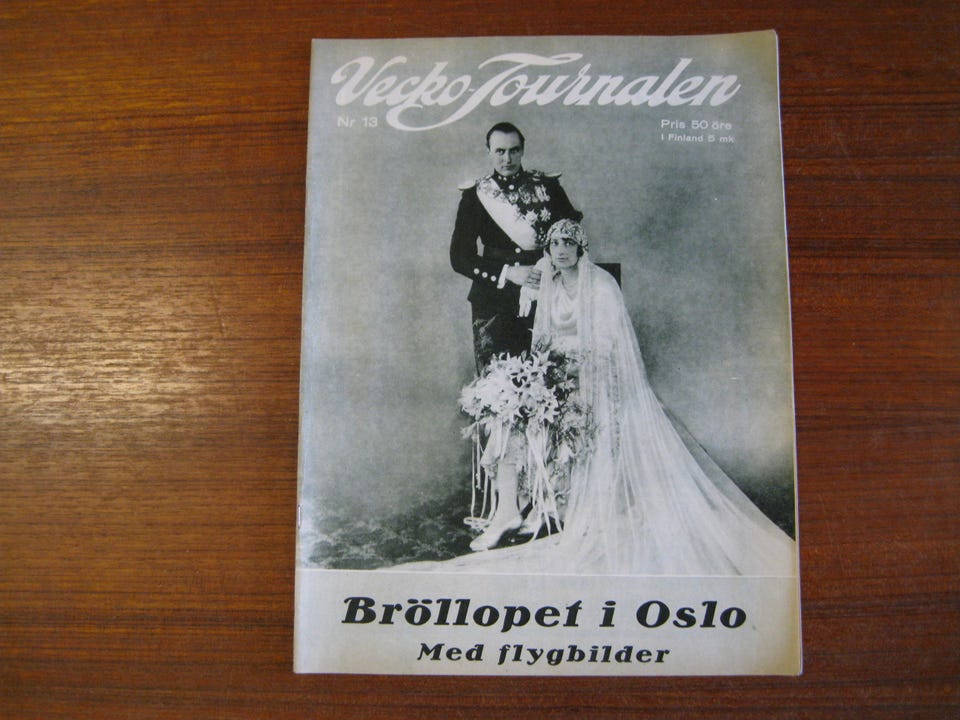 Vecko-Journalen
Nr 13
Pris 50 öre
i Finland 5 mk
Bröllopet i Oslo
Med flygbilder